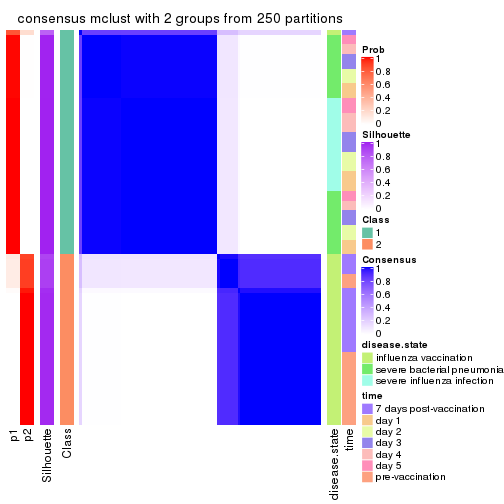 consensus mclust with 2 groups from 250 partitions
p1
p2
Silhouette
Class
disease.state
time
Prob
1
0.8
0.6
0.4
0.2
0
Silhouette
1
0.8
0.6
0.4
0.2
0
Class
1
2
Consensus
1
0.8
0.6
0.4
0.2
0
disease.state
influenza vaccination
severe bacterial pneumonia
severe influenza infection
time
7 days post-vaccination
day 1
day 2
day 3
day 4
day 5
pre-vaccination